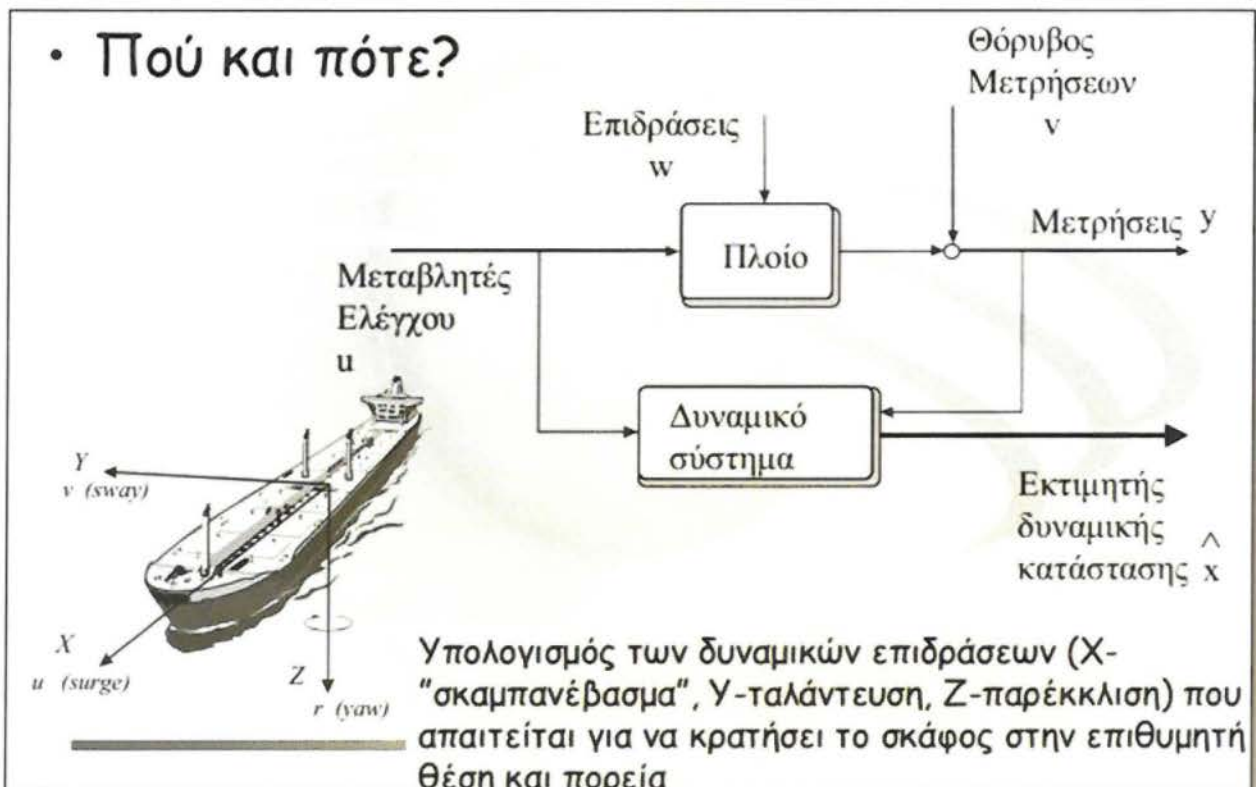 • Πού και πότε?
Θόρυβος
Μετρήσεων
v
Επιδράσεις
w
Πλοίο
Μετρήσεις y
Μεταβλητές
Ελέγχου
u
Δυναμικό
σύστημα
Εκτιμητής
δυναμικής
κατάστασης x̂
Y
v (sway)
X
u (surge)
Z
r (yaw)
Υπολογισμός των δυναμικών επιδράσεων (Χ-
"σκαμπανέβασμα", Υ-ταλάντευση, Ζ-παρέκκλιση) που
απαιτείται για να κρατήσει το σκάφος στην επιθυμητή
θέση και πορεία